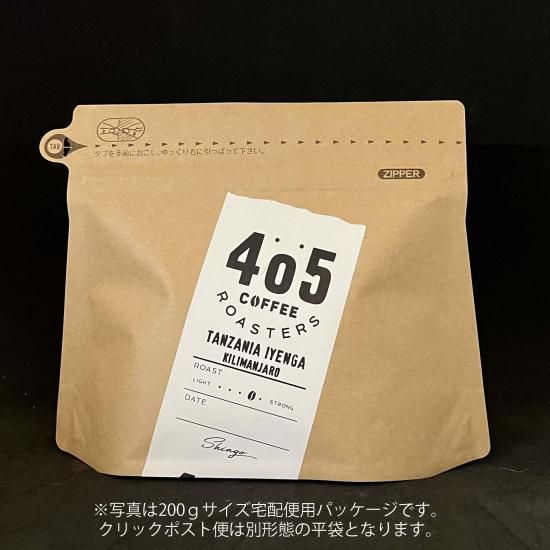 TAB
タブを手前におこし、ゆっくり右に引っぱって下さい。
ZIPPER
4o5
COFFEE
ROASTERS
TANZANIA IYENGA
KILIMANJARO
ROAST
LIGHT STRONG
DATE
Shingo
※写真は200gサイズ宅配便用パッケージです。
クリックポスト便は別形態の平袋となります。